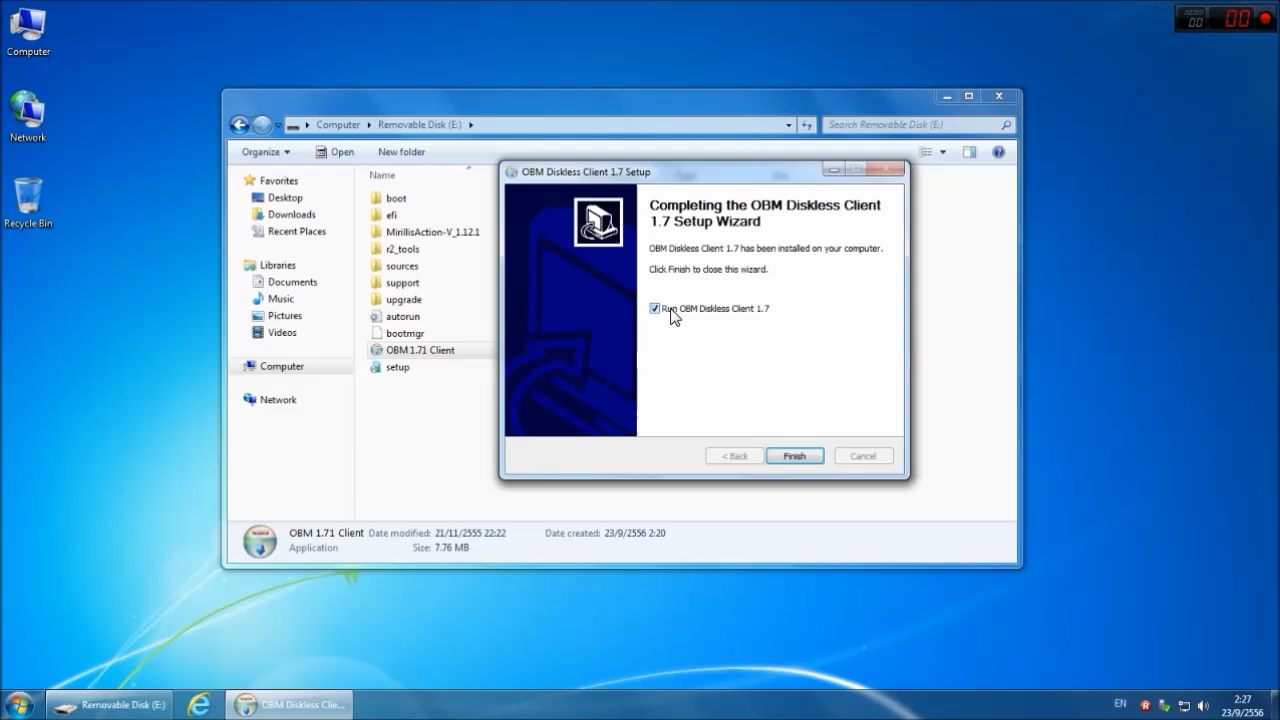 Computer
Network
Recycle Bin
AERO
00
00
Computer
Removable Disk (E:)
Search Removable Disk (E:)
Organize
Open
New folder
Favorites
Desktop
Downloads
Recent Places
Libraries
Documents
Music
Pictures
Videos
Computer
Network
Name
boot
efi
MirillisAction-V_1.12.1
r2_tools
sources
support
upgrade
autorun
bootmgr
OBM 1.71 Client
setup
OBM Diskless Client 1.7 Setup
Completing the OBM Diskless Client
1.7 Setup Wizard
OBM Diskless Client 1.7 has been installed on your computer.
Click Finish to close this wizard.
Run OBM Diskless Client 1.7
< Back
Finish
Cancel
OBM 1.71 Client Date modified: 21/11/2555 22:22 Date created: 23/9/2556 2:20
Application Size: 7.76 MB
Removable Disk (E:)
OBM Diskless Clie...
EN
2:27
23/9/2556